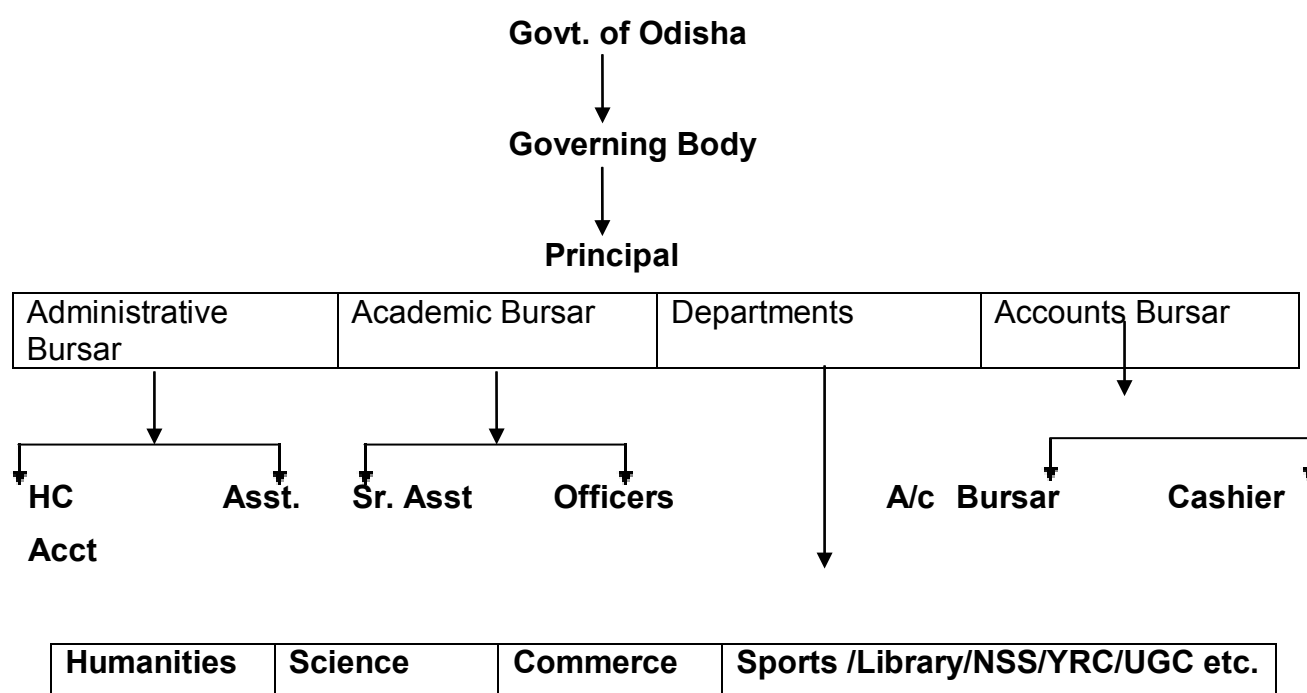 Govt. of Odisha
Governing Body
Principal
Administrative Bursar
Academic Bursar
Departments
Accounts Bursar
HC Asst. Sr. Asst Officers A/c Bursar Cashier
Acct
Humanities Science Commerce Sports /Library/NSS/YRC/UGC etc.